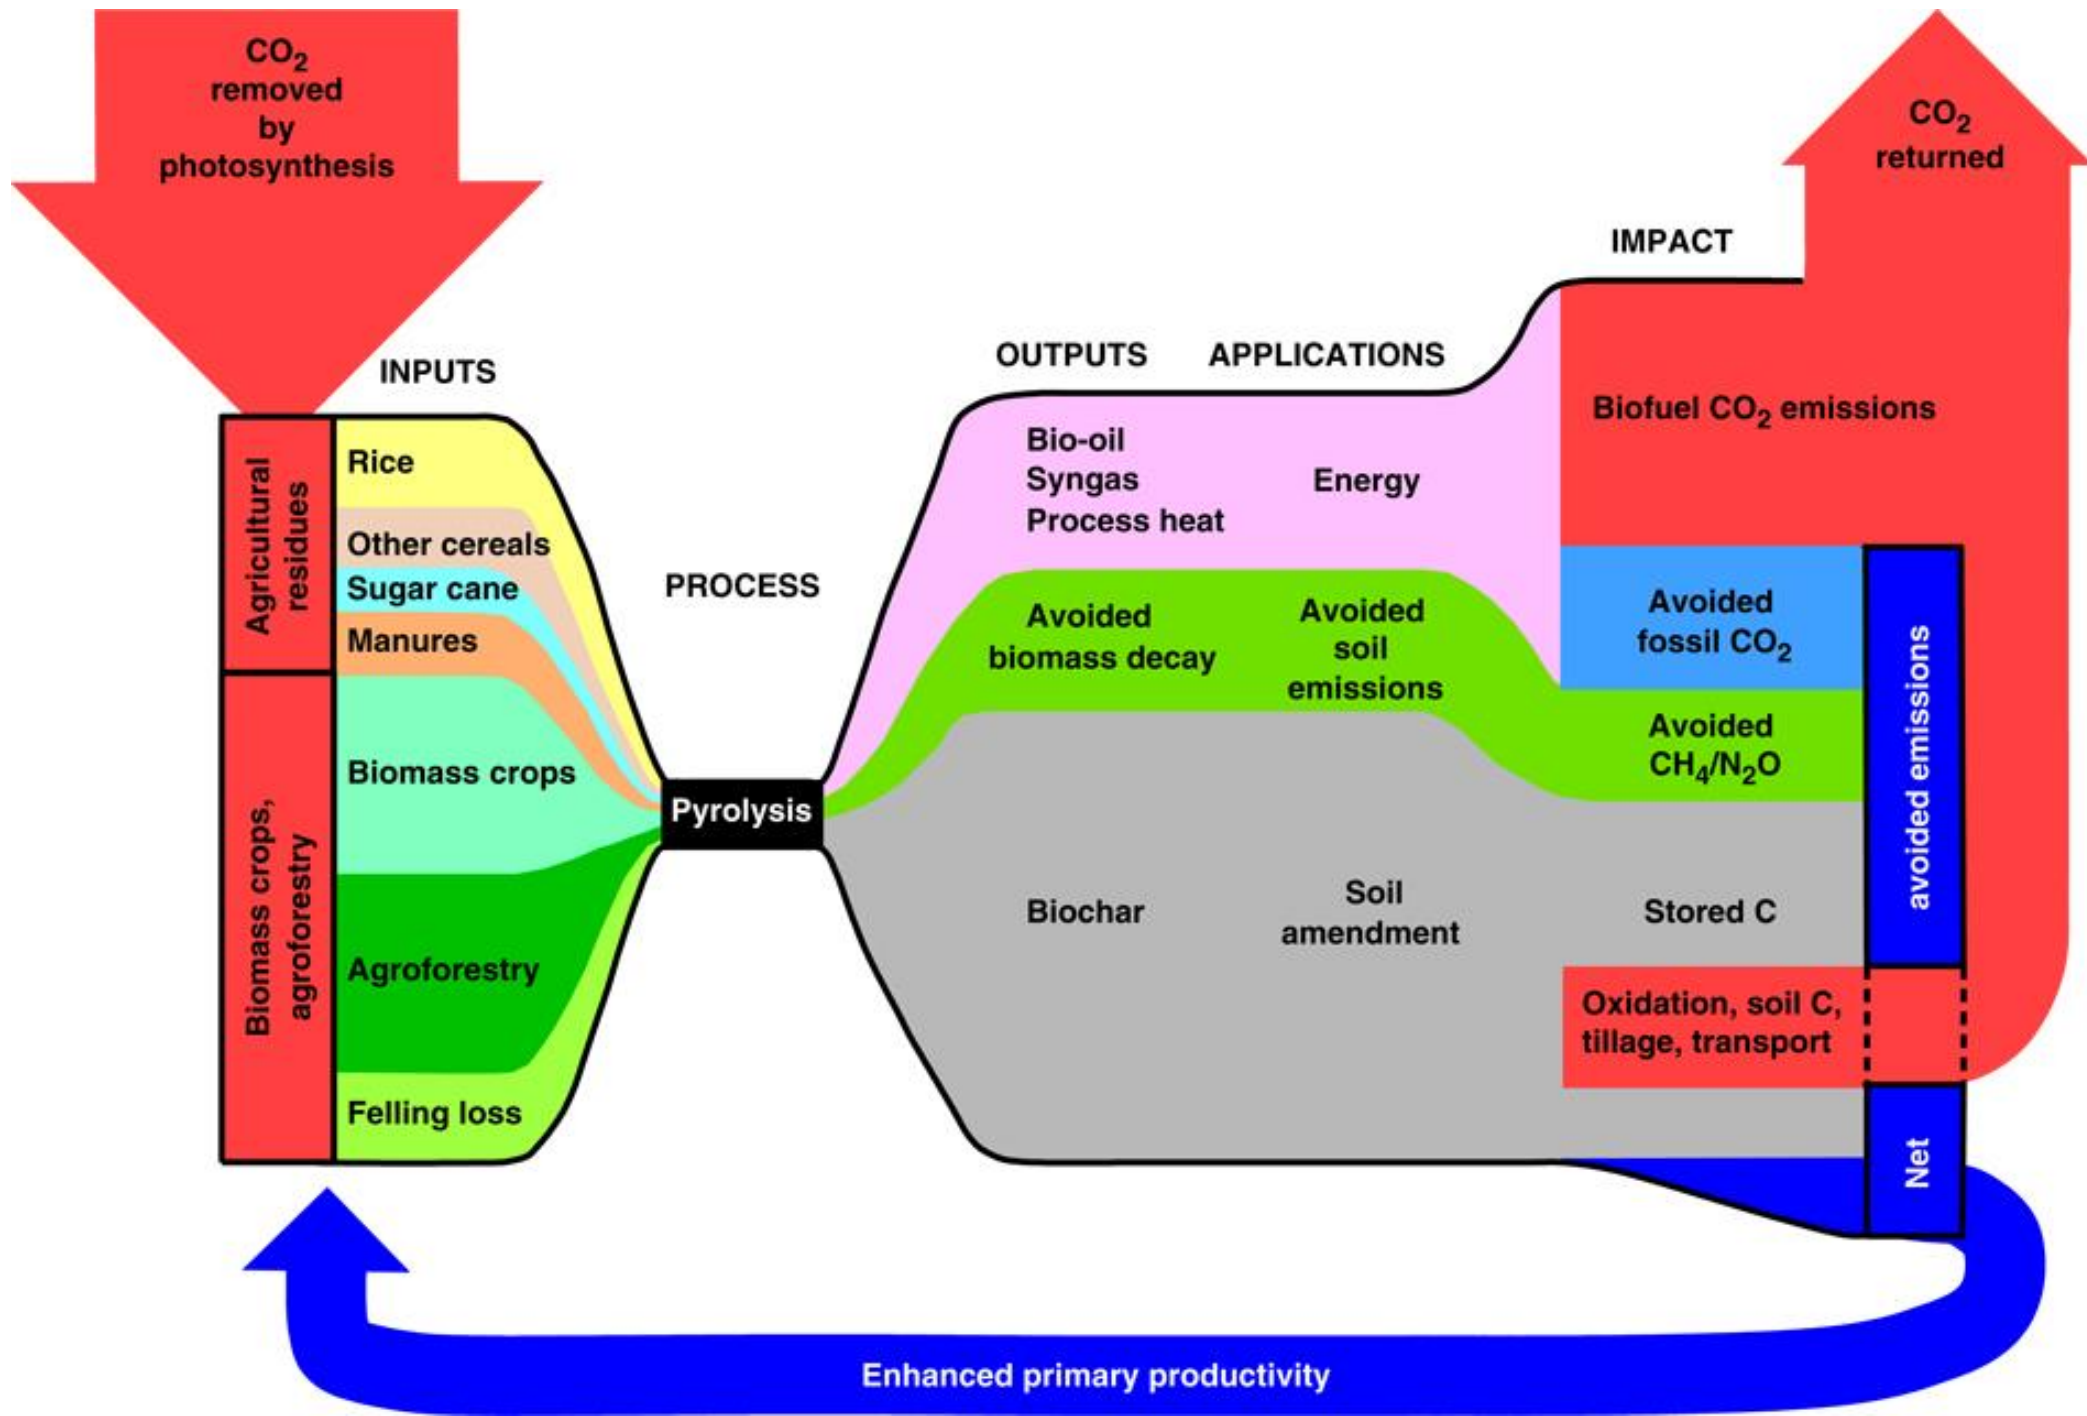 CO₂
removed
by
photosynthesis
CO₂
returned
IMPACT
INPUTS
OUTPUTS
APPLICATIONS
PROCESS
Agricultural
residues
Biomass crops,
agroforestry
Rice
Other cereals
Sugar cane
Manures
Biomass crops
Agroforestry
Felling loss
Pyrolysis
Bio-oil
Syngas
Process heat
Energy
Avoided
biomass decay
Avoided
soil
emissions
Biochar
Soil
amendment
Biofuel CO₂ emissions
Avoided
fossil CO₂
Avoided
CH₄/N₂O
Stored C
Oxidation, soil C,
tillage, transport
Net
avoided emissions
Enhanced primary productivity